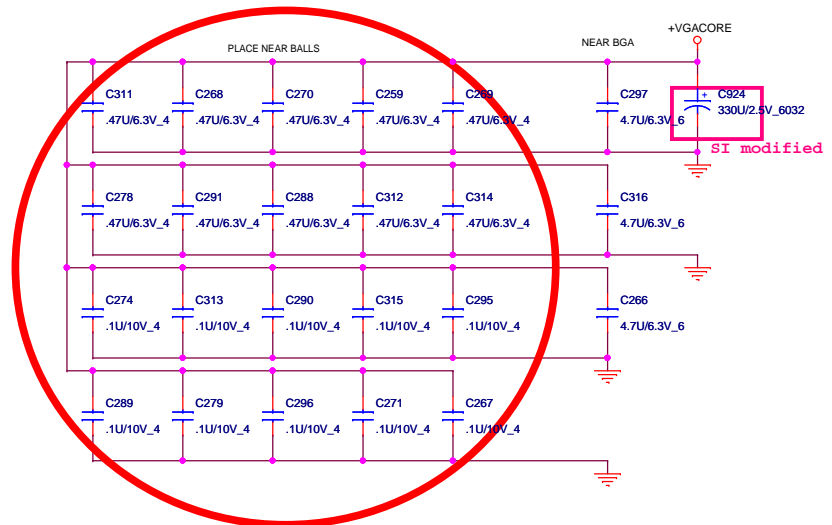 +VGACORE
PLACE NEAR BALLS
NEAR BGA
C311
.47U/6.3V_4
C268
.47U/6.3V_4
C270
.47U/6.3V_4
C259
.47U/6.3V_4
C269
.47U/6.3V_4
C297
4.7U/6.3V_6
+
C924
330U/2.5V_6032
SI modified
C278
.47U/6.3V_4
C291
.47U/6.3V_4
C288
.47U/6.3V_4
C312
.47U/6.3V_4
C314
.47U/6.3V_4
C316
4.7U/6.3V_6
C274
.1U/10V_4
C313
.1U/10V_4
C290
.1U/10V_4
C315
.1U/10V_4
C295
.1U/10V_4
C266
4.7U/6.3V_6
C289
.1U/10V_4
C279
.1U/10V_4
C296
.1U/10V_4
C271
.1U/10V_4
C267
.1U/10V_4